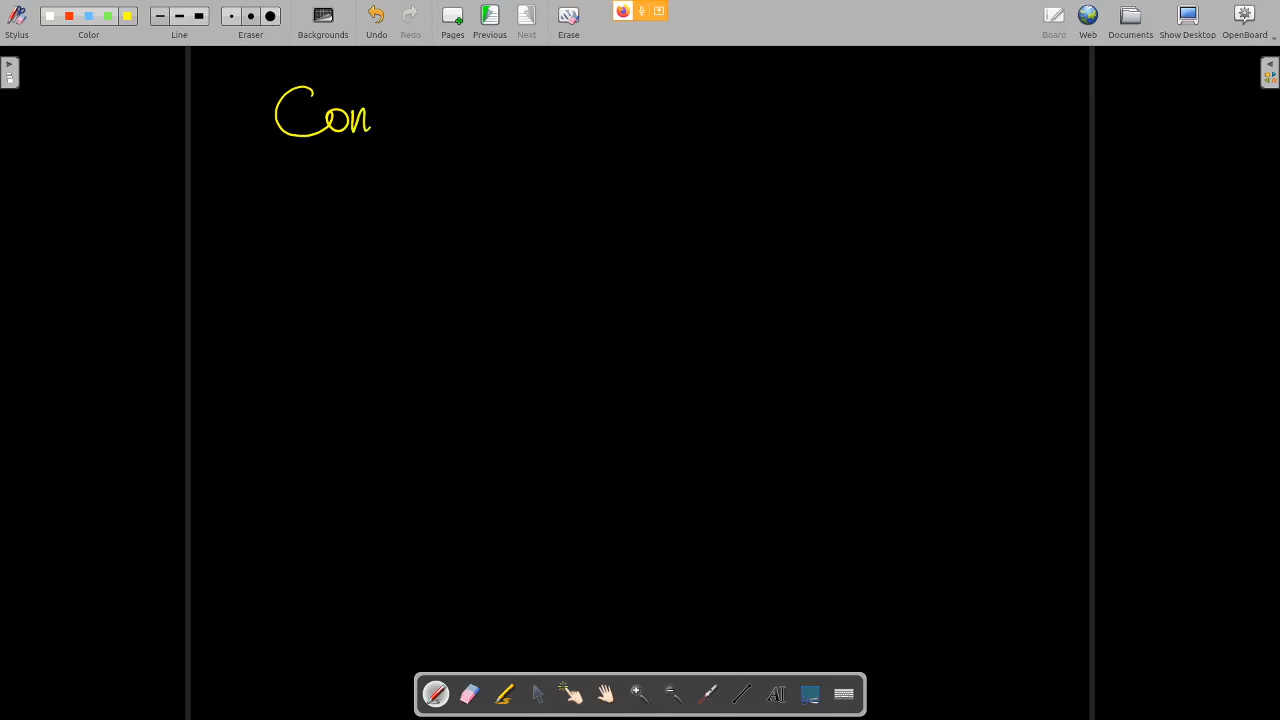 Stylus
Color
Line
Eraser
Backgrounds
Undo
Redo
Pages
Previous
Next
Erase
Board
Web
Documents
Show Desktop
OpenBoard
Con